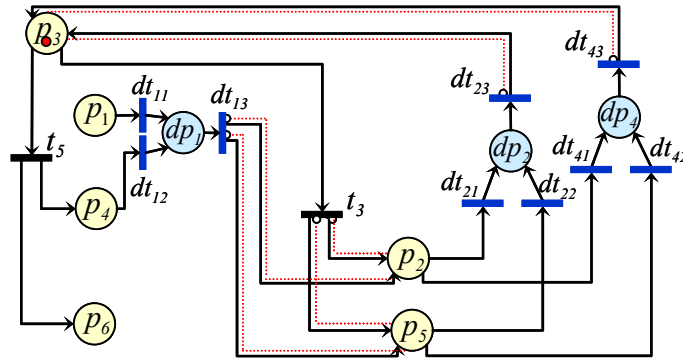 p3
dt43
dt23
dt11
dt13
p1
dp1
dp4
t5
dp2
dt41
dt42
dt12
dt21
dt22
p4
t3
p2
p6
p5